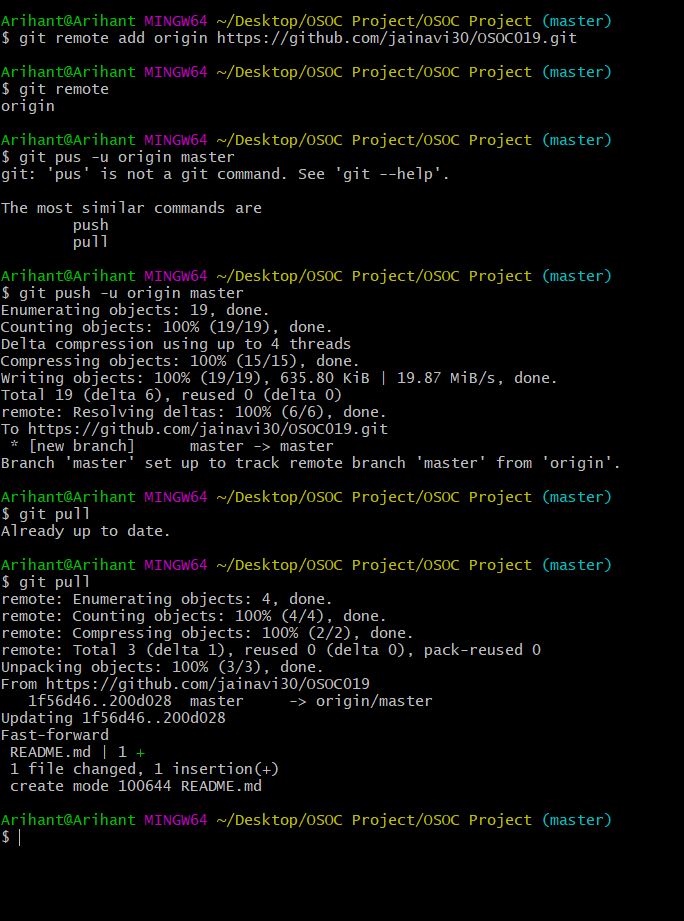 Arihant@Arihant MINGW64 ~/Desktop/OSOC Project/OSOC Project (master)
$ git remote add origin https://github.com/jainavi30/OSOC019.git
Arihant@Arihant MINGW64 ~/Desktop/OSOC Project/OSOC Project (master)
$ git remote
origin
Arihant@Arihant MINGW64 ~/Desktop/OSOC Project/OSOC Project (master)
$ git pus -u origin master
git: 'pus' is not a git command. See 'git --help'.
The most similar commands are
        push
        pull
Arihant@Arihant MINGW64 ~/Desktop/OSOC Project/OSOC Project (master)
$ git push -u origin master
Enumerating objects: 19, done.
Counting objects: 100% (19/19), done.
Delta compression using up to 4 threads
Compressing objects: 100% (15/15), done.
Writing objects: 100% (19/19), 635.80 KiB | 19.87 MiB/s, done.
Total 19 (delta 6), reused 0 (delta 0)
remote: Resolving deltas: 100% (6/6), done.
To https://github.com/jainavi30/OSOC019.git
 * [new branch]      master -> master
Branch 'master' set up to track remote branch 'master' from 'origin'.
Arihant@Arihant MINGW64 ~/Desktop/OSOC Project/OSOC Project (master)
$ git pull
Already up to date.
Arihant@Arihant MINGW64 ~/Desktop/OSOC Project/OSOC Project (master)
$ git pull
remote: Enumerating objects: 4, done.
remote: Counting objects: 100% (4/4), done.
remote: Compressing objects: 100% (2/2), done.
remote: Total 3 (delta 1), reused 0 (delta 0), pack-reused 0
Unpacking objects: 100% (3/3), done.
From https://github.com/jainavi30/OSOC019
   1f56d46..200d028  master     -> origin/master
Updating 1f56d46..200d028
Fast-forward
 README.md | 1 +
 1 file changed, 1 insertion(+)
 create mode 100644 README.md
Arihant@Arihant MINGW64 ~/Desktop/OSOC Project/OSOC Project (master)
$